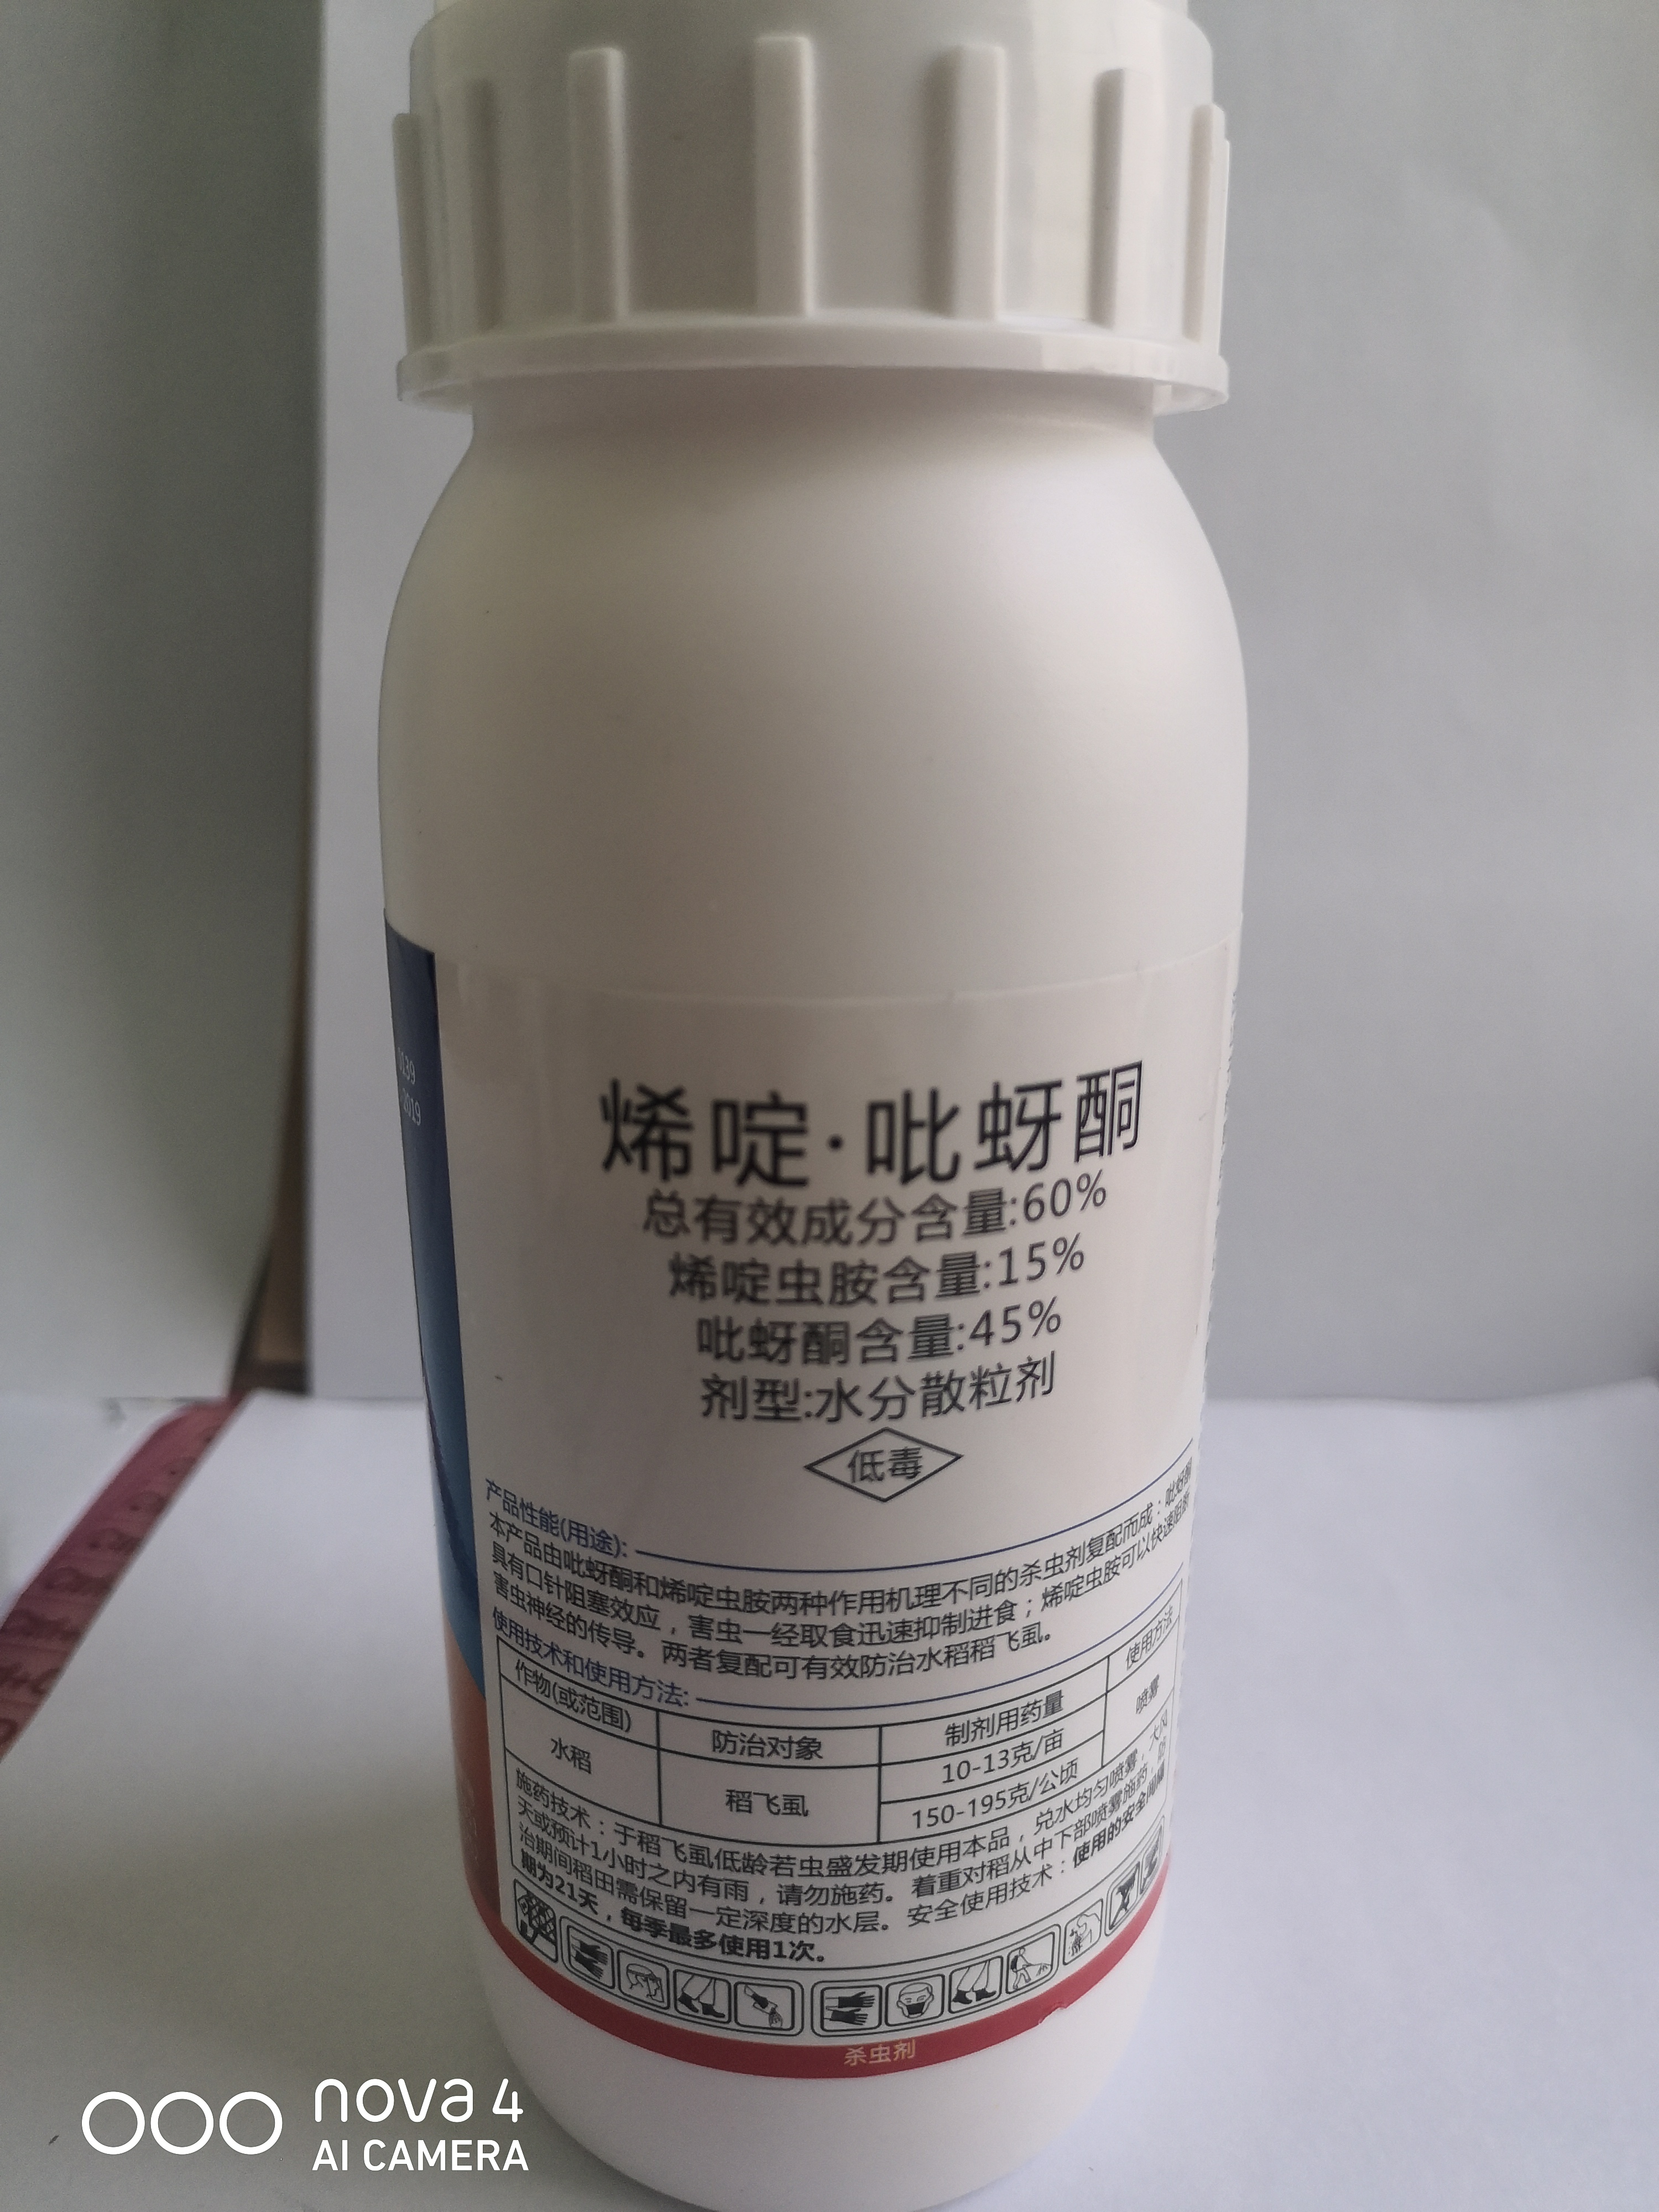 0139
2019
烯啶·吡蚜酮
总有效成分含量:60%
烯啶虫胺含量:15%
吡蚜酮含量:45%
剂型:水分散粒剂
低毒
产品性能(用途):
本产品由吡蚜酮和烯啶虫胺两种作用机理不同的杀虫剂复配而成：吡蚜酮
具有口针阻塞效应，害虫一经取食迅速抑制进食；烯啶虫胺可以快速阻断
害虫神经的传导。两者复配可有效防治水稻稻飞虱。
使用技术和使用方法:
作物(或范围) 防治对象 制剂用药量 使用方法
水稻 稻飞虱 10-13克/亩 喷雾
150-195克/公顷
施药技术：于稻飞虱低龄若虫盛发期使用本品，兑水均匀喷雾，大风
天或预计1小时之内有雨，请勿施药。着重对稻丛中下部喷雾施药，防
治期间稻田需保留一定深度的水层。安全使用技术：使用的安全间隔
期为21天，每季最多使用1次。
杀虫剂
nova 4
AI CAMERA